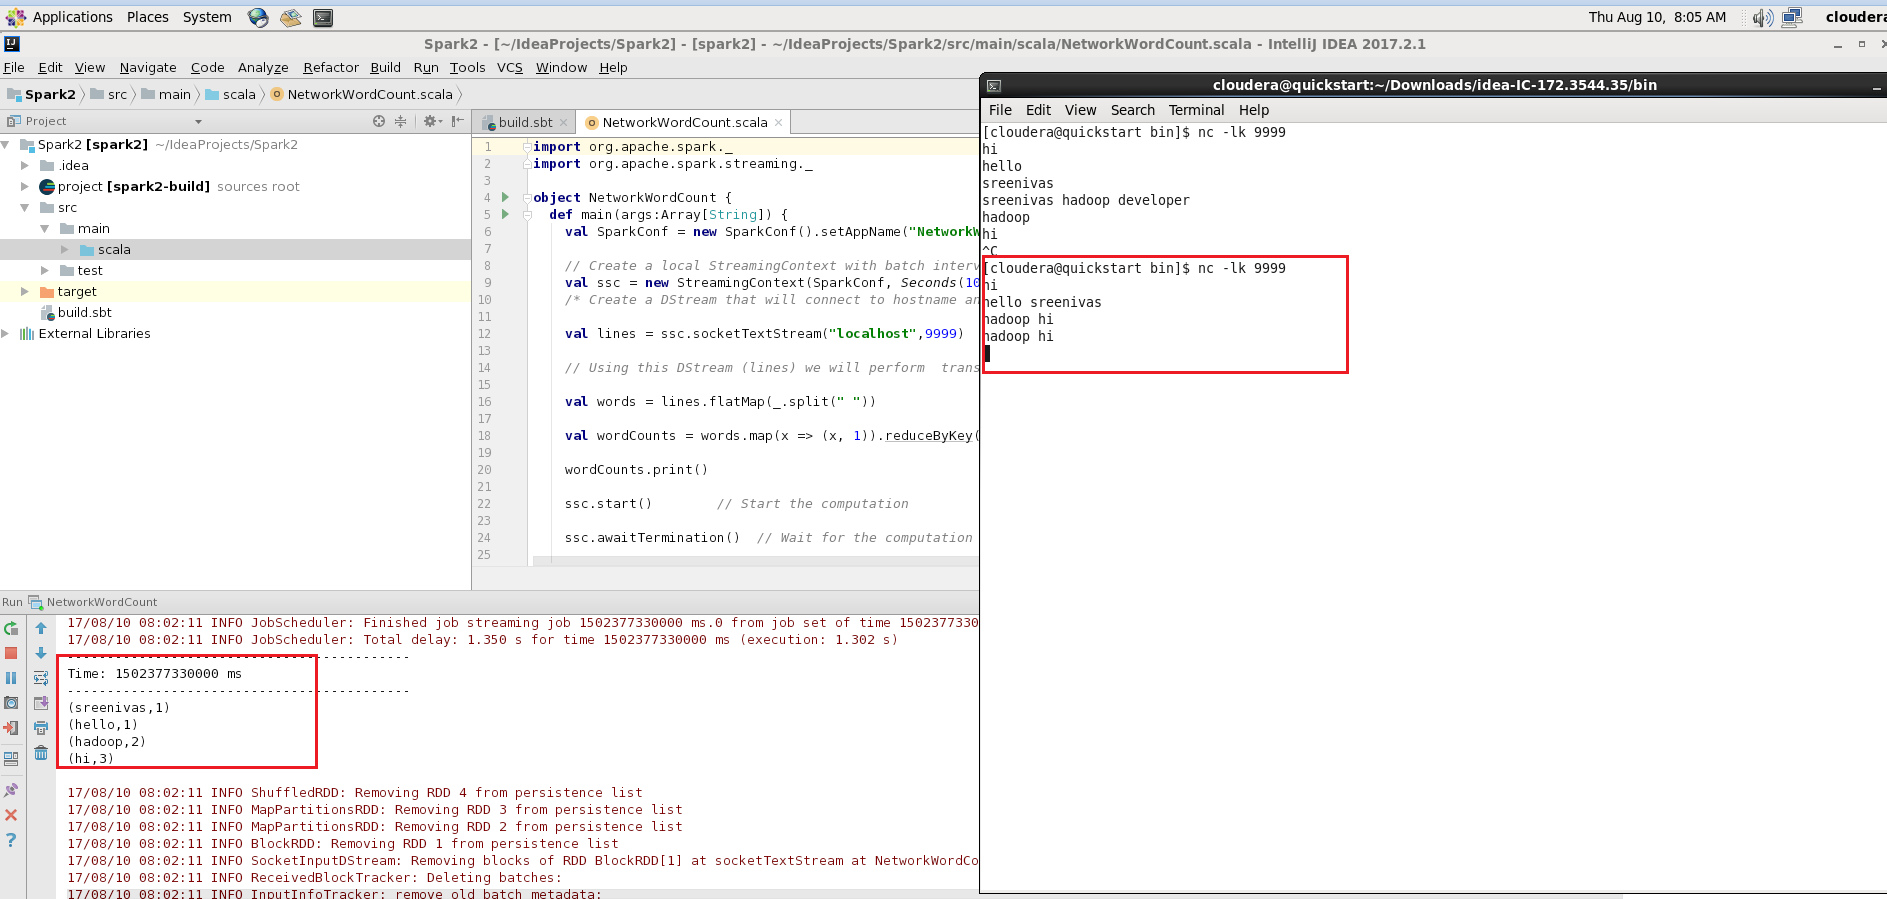 Applications Places System
Thu Aug 10, 8:05 AM
cloudera
Spark2 - [~/IdeaProjects/Spark2] - [spark2] - ~/IdeaProjects/Spark2/src/main/scala/NetworkWordCount.scala - IntelliJ IDEA 2017.2.1
File Edit View Navigate Code Analyze Refactor Build Run Tools VCS Window Help
Spark2 src main scala NetworkWordCount.scala
Project
Spark2 [spark2] ~/IdeaProjects/Spark2
.idea
project [spark2-build] sources root
src
main
scala
test
target
build.sbt
External Libraries
build.sbt NetworkWordCount.scala
1 import org.apache.spark._
2 import org.apache.spark.streaming._
3
4 object NetworkWordCount {
5 def main(args:Array[String]) {
6 val SparkConf = new SparkConf().setAppName("NetworkW
7
8 // Create a local StreamingContext with batch interv
9 val ssc = new StreamingContext(SparkConf, Seconds(10
10 /* Create a DStream that will connect to hostname an
11
12 val lines = ssc.socketTextStream("localhost",9999)
13
14 // Using this DStream (lines) we will perform  trans
15
16 val words = lines.flatMap(_.split(" "))
17
18 val wordCounts = words.map(x => (x, 1)).reduceByKey(
19
20 wordCounts.print()
21
22 ssc.start()        // Start the computation
23
24 ssc.awaitTermination()  // Wait for the computation
25
cloudera@quickstart:~/Downloads/idea-IC-172.3544.35/bin
File Edit View Search Terminal Help
[cloudera@quickstart bin]$ nc -lk 9999
hi
hello
sreenivas
sreenivas hadoop developer
hadoop
hi
^C
[cloudera@quickstart bin]$ nc -lk 9999
hi
hello sreenivas
hadoop hi
hadoop hi
Run NetworkWordCount
17/08/10 08:02:11 INFO JobScheduler: Finished job streaming job 1502377330000 ms.0 from job set of time 1502377330
17/08/10 08:02:11 INFO JobScheduler: Total delay: 1.350 s for time 1502377330000 ms (execution: 1.302 s)
-------------------------------------------
Time: 1502377330000 ms
-------------------------------------------
(sreenivas,1)
(hello,1)
(hadoop,2)
(hi,3)
17/08/10 08:02:11 INFO ShuffledRDD: Removing RDD 4 from persistence list
17/08/10 08:02:11 INFO MapPartitionsRDD: Removing RDD 3 from persistence list
17/08/10 08:02:11 INFO MapPartitionsRDD: Removing RDD 2 from persistence list
17/08/10 08:02:11 INFO BlockRDD: Removing RDD 1 from persistence list
17/08/10 08:02:11 INFO SocketInputDStream: Removing blocks of RDD BlockRDD[1] at socketTextStream at NetworkWordCo
17/08/10 08:02:11 INFO ReceivedBlockTracker: Deleting batches:
17/08/10 08:02:11 INFO InputInfoTracker: remove old batch metadata: